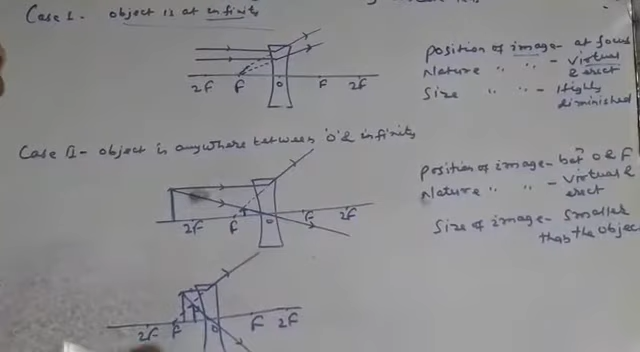 Case I. object is at infinity
Position of image - at focus
Nature " " - virtual
& erect
Size " " - Highly
diminished
2F F O F 2F
Case II - object is anywhere between 'O' & infinity
Position of image - betⁿ O & F
Nature " " - virtual &
erect
Size of image - Smaller
than the objec
2F F O F 2F
2F F O F 2F